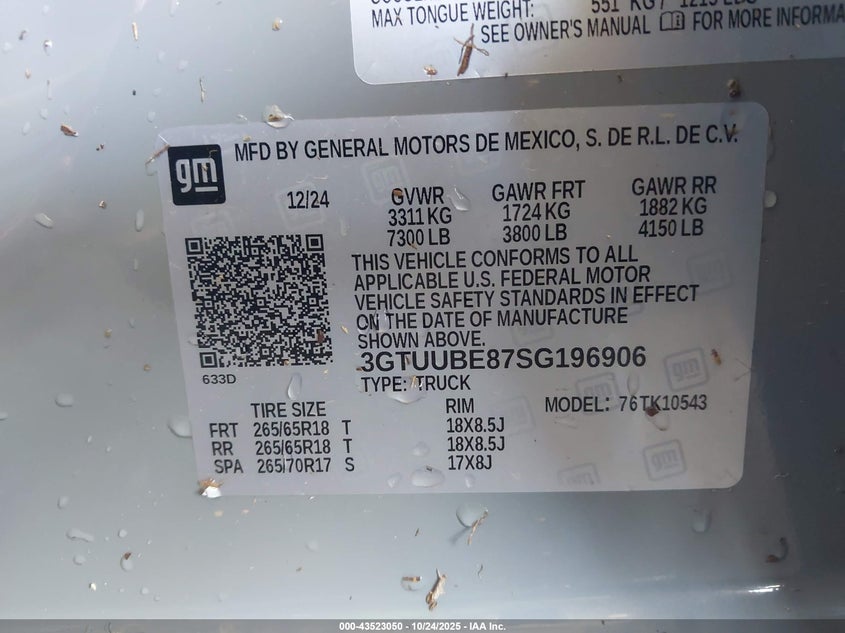 MAX TONGUE WEIGHT: 551 KG / 1215 LBS
SEE OWNER'S MANUAL FOR MORE INFORMA
gm
MFD BY GENERAL MOTORS DE MEXICO, S. DE R.L. DE C.V.
12/24 GVWR GAWR FRT GAWR RR
3311 KG 1724 KG 1882 KG
7300 LB 3800 LB 4150 LB
THIS VEHICLE CONFORMS TO ALL
APPLICABLE U.S. FEDERAL MOTOR
VEHICLE SAFETY STANDARDS IN EFFECT
ON THE DATE OF MANUFACTURE
SHOWN ABOVE.
3GTUUBE87SG196906
TYPE: TRUCK
633D
TIRE SIZE RIM MODEL: 76TK10543
FRT 265/65R18 T 18X8.5J
RR 265/65R18 T 18X8.5J
SPA 265/70R17 S 17X8J
000-43523050 - 10/24/2025 - IAA Inc.